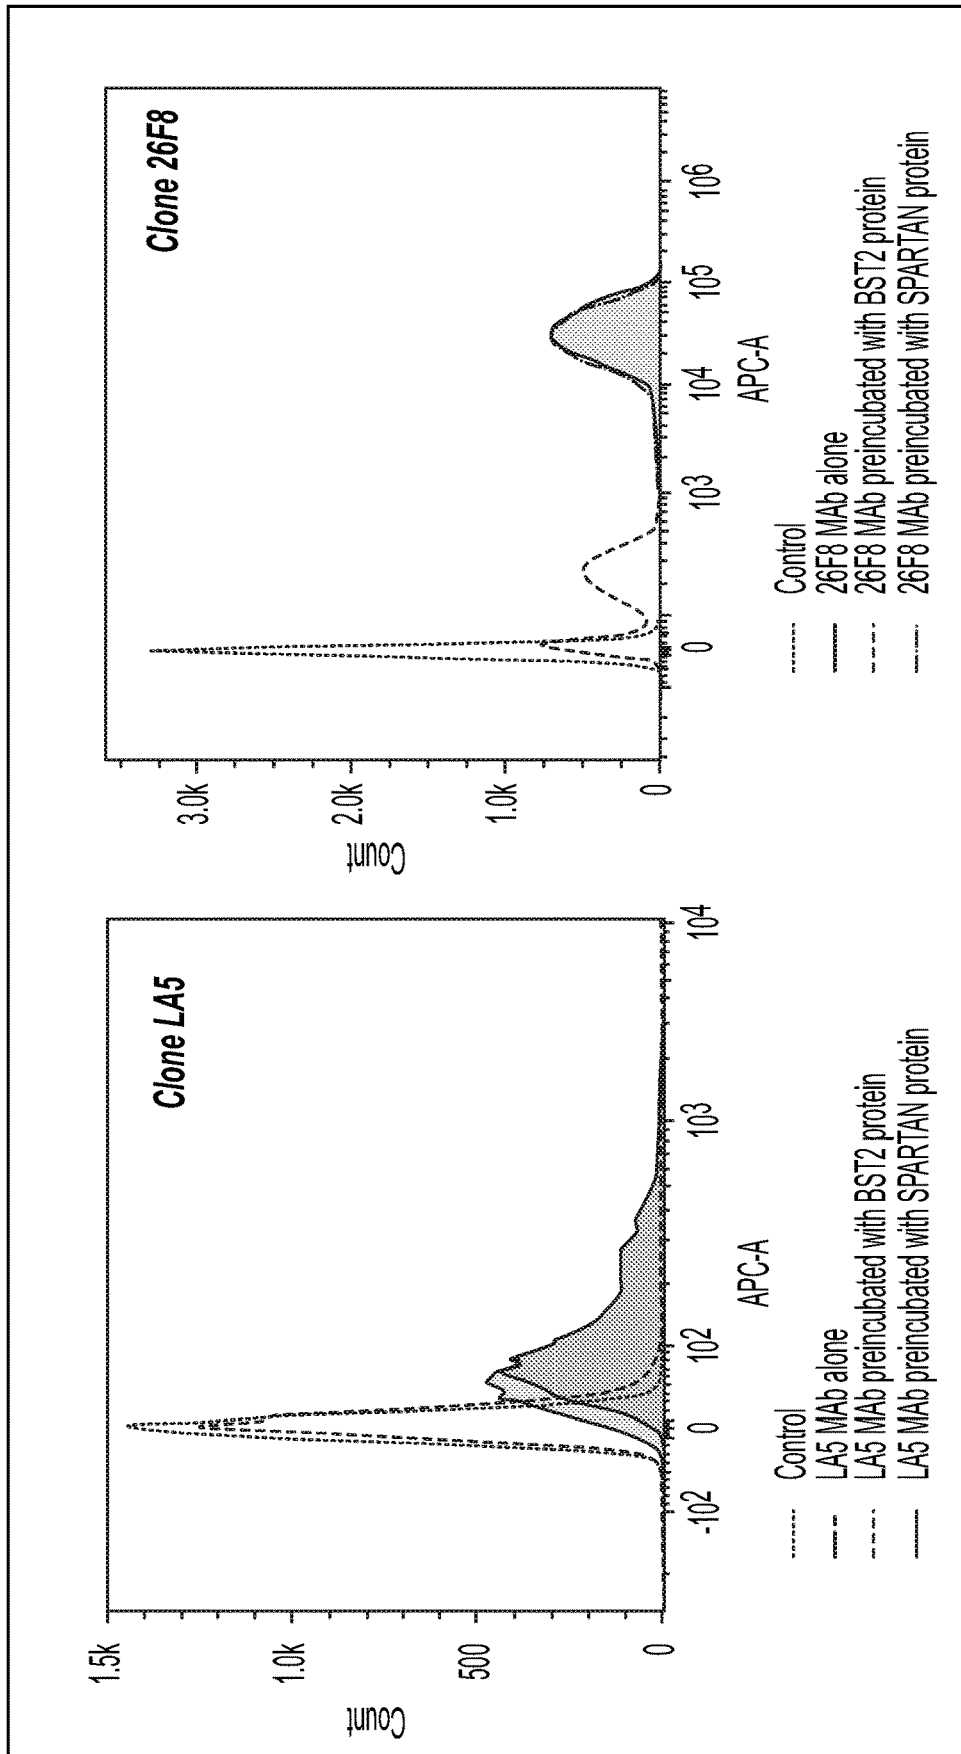 Clone LA5
1.5k
1.0k
500
0
Count
-10²
0
10²
10³
10⁴
APC-A
Control
LA5 MAb alone
LA5 MAb preincubated with BST2 protein
LA5 MAb preincubated with SPARTAN protein
Clone 26F8
3.0k
2.0k
1.0k
0
Count
0
10³
10⁴
10⁵
10⁶
APC-A
Control
26F8 MAb alone
26F8 MAb preincubated with BST2 protein
26F8 MAb preincubated with SPARTAN protein